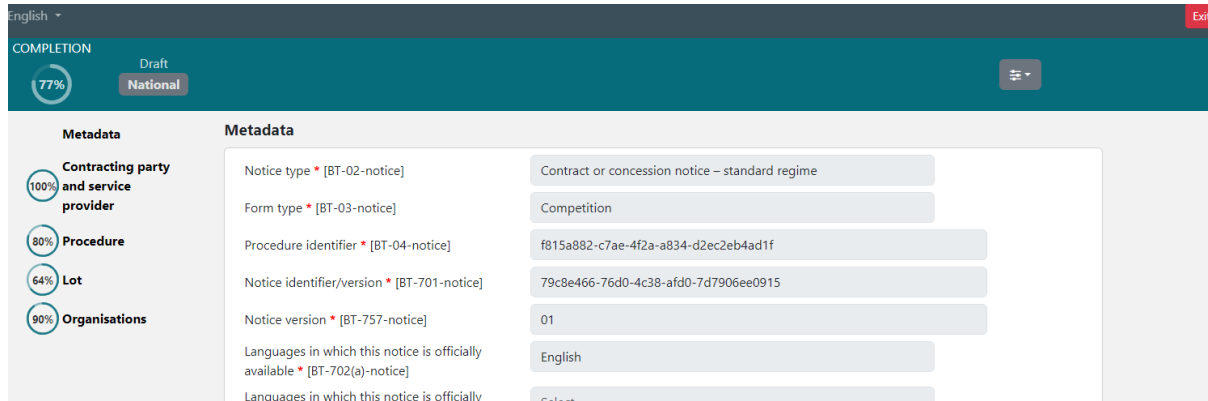 English
Exit
COMPLETION
77%
Draft
National
Metadata
100%
Contracting party
and service
provider
80% Procedure
64% Lot
90% Organisations
Metadata
Notice type * [BT-02-notice]
Contract or concession notice – standard regime
Form type * [BT-03-notice]
Competition
Procedure identifier * [BT-04-notice]
f815a882-c7ae-4f2a-a834-d2ec2eb4ad1f
Notice identifier/version * [BT-701-notice]
79c8e466-76d0-4c38-afd0-7d7906ee0915
Notice version * [BT-757-notice]
01
Languages in which this notice is officially
available * [BT-702(a)-notice]
English
Languages in which this notice is officially
Select